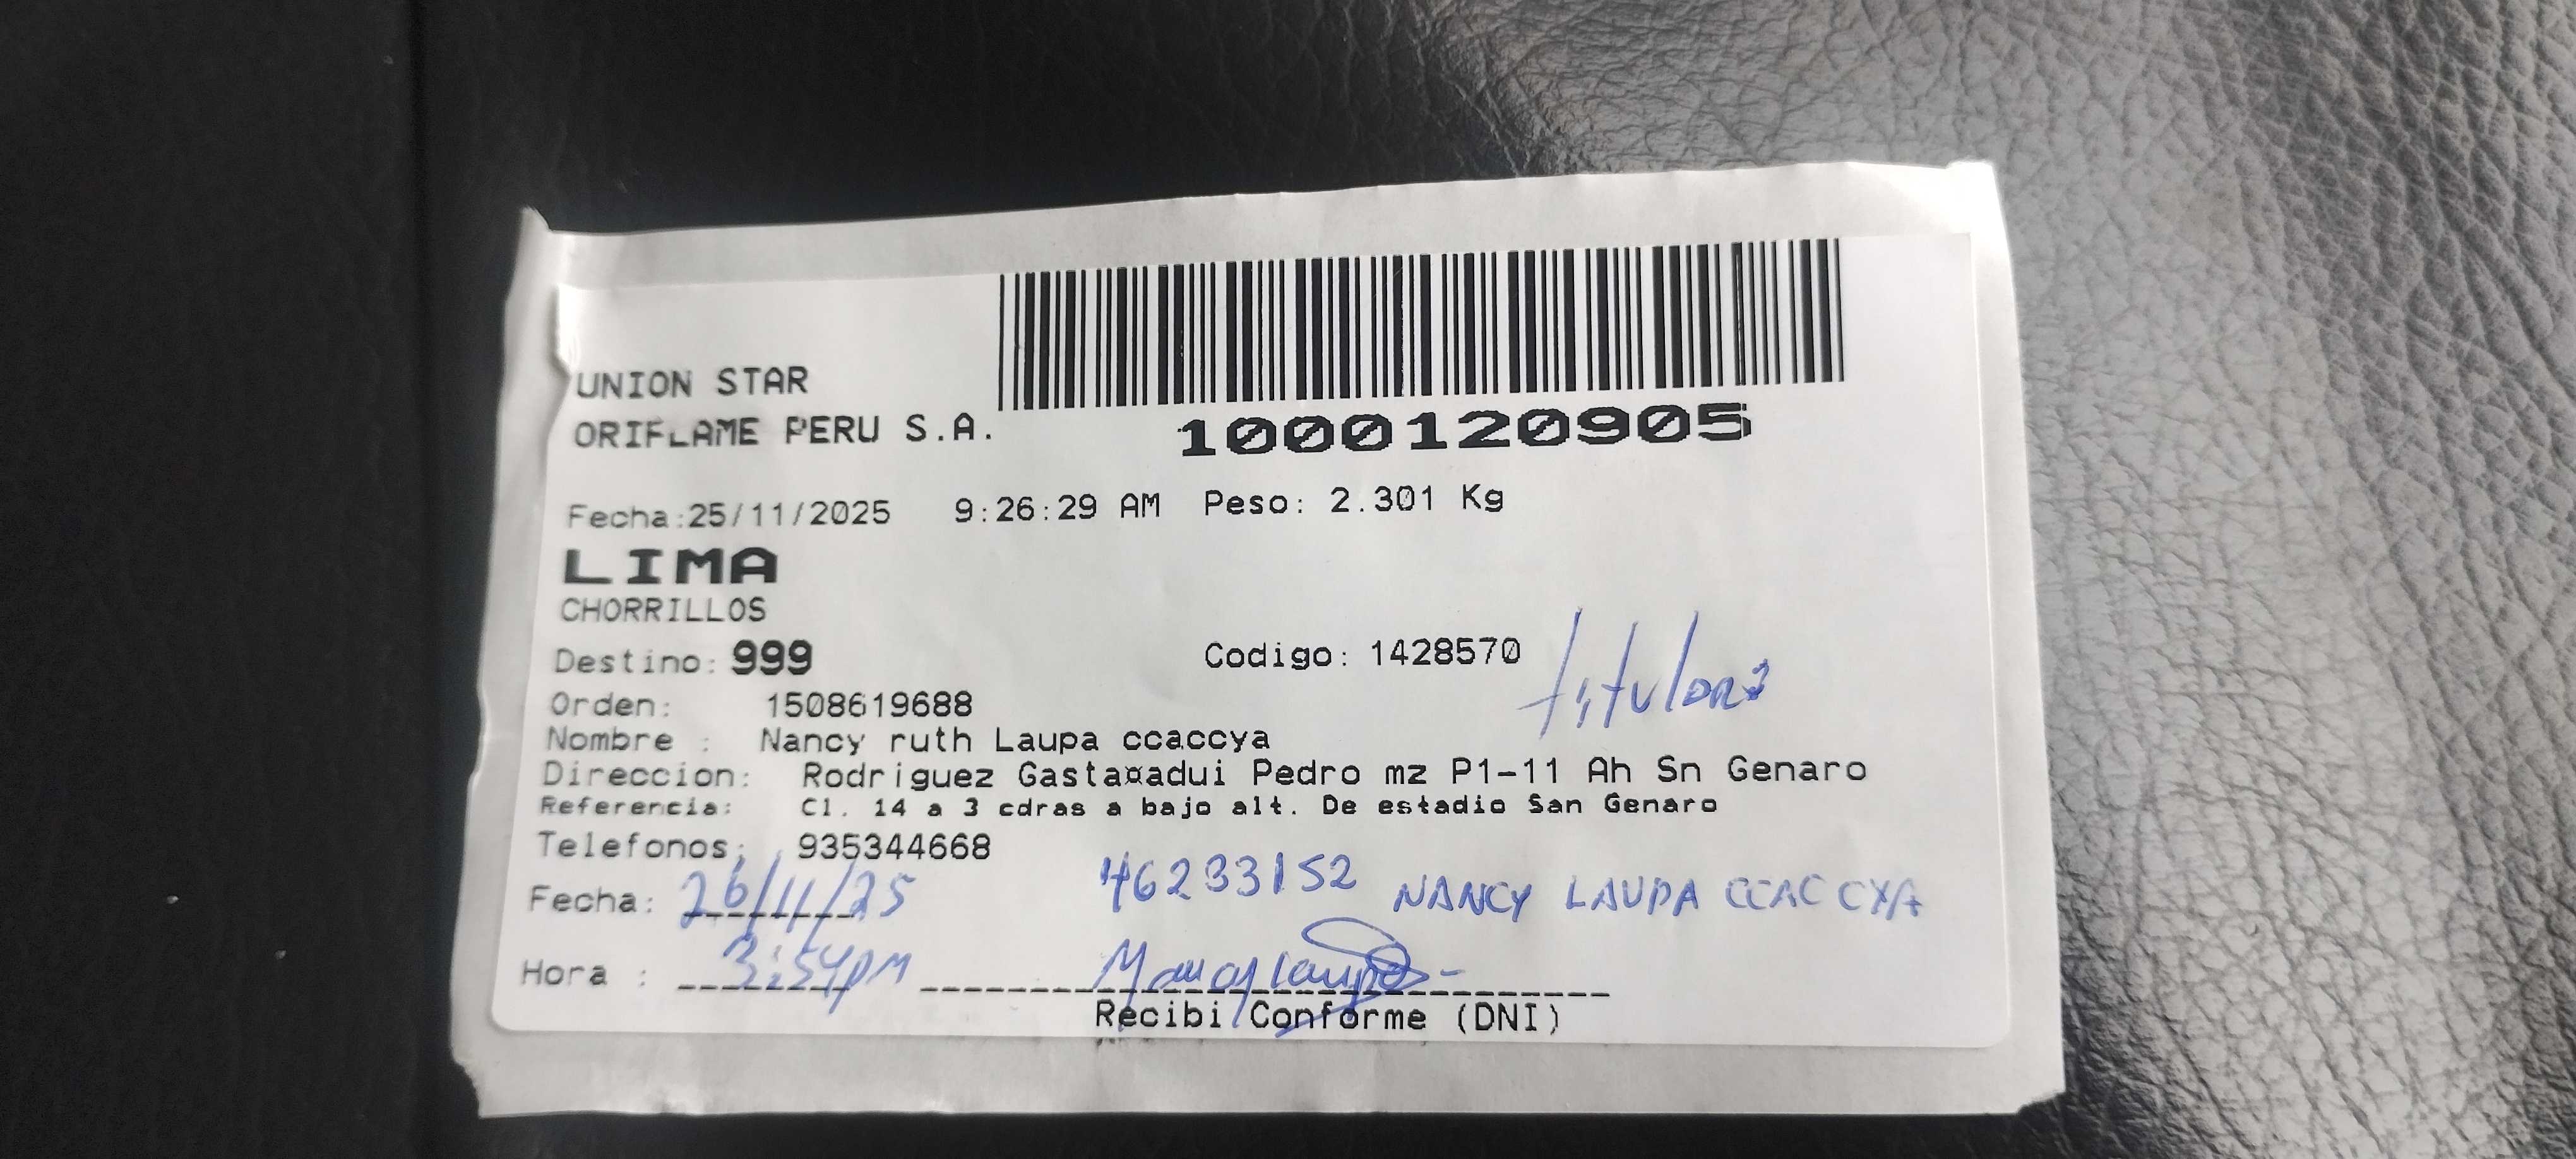 UNION STAR
ORIFLAME PERU S.A.
1000120905
Fecha:25/11/2025 9:26:29 AM Peso: 2.301 Kg
LIMA
CHORRILLOS
Destino: 999 Codigo: 1428570 titular
Orden: 1508619688
Nombre : Nancy ruth Laupa ccaccya
Direccion: Rodriguez Gasta¤adui Pedro mz P1-11 Ah Sn Genaro
Referencia: Cl. 14 a 3 cdras a bajo alt. De estadio San Genaro
Telefonos: 935344668
Fecha: 26/11/25 46233152 NANCY LAUPA CCACCYA
Hora : 3:54PM Nancy Laupa
Recibi Conforme (DNI)